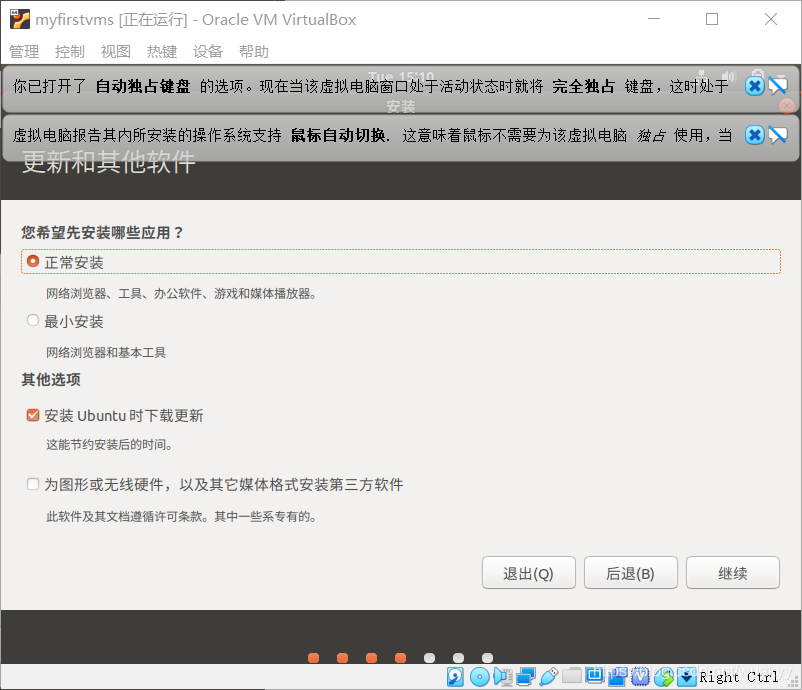 myfirstvms [正在运行] - Oracle VM VirtualBox
管理 控制 视图 热键 设备 帮助
Tue 15:10
你已打开了 自动独占键盘 的选项。现在当该虚拟电脑窗口处于活动状态时就将 完全独占 键盘，这时处于
安装
虚拟电脑报告其内所安装的操作系统支持 鼠标自动切换. 这意味着鼠标不需要为该虚拟电脑 独占 使用，当
更新和其他软件
您希望先安装哪些应用？
正常安装
网络浏览器、工具、办公软件、游戏和媒体播放器。
最小安装
网络浏览器和基本工具
其他选项
安装 Ubuntu 时下载更新
这能节约安装后的时间。
为图形或无线硬件，以及其它媒体格式安装第三方软件
此软件及其文档遵循许可条款。其中一些系专有的。
退出(Q) 后退(B) 继续
Right Ctrl